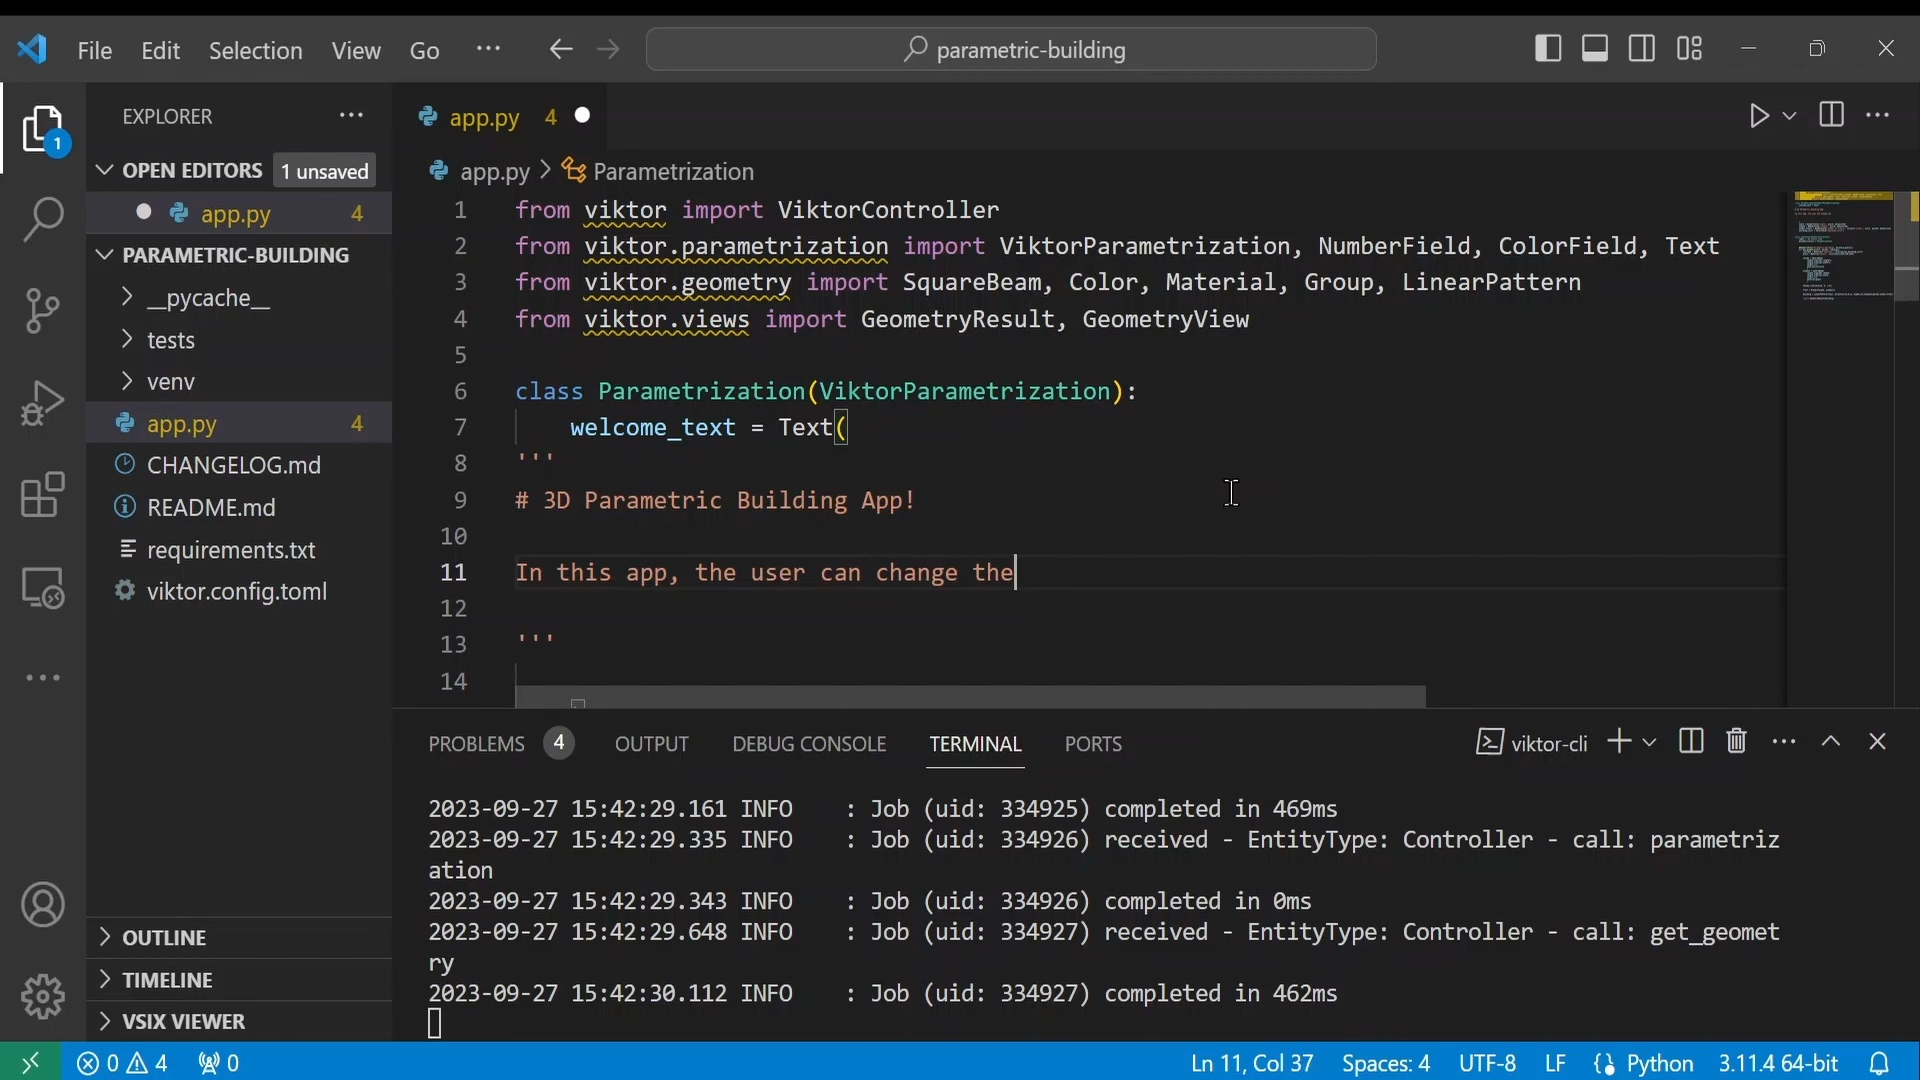 File Edit Selection View Go ··· parametric-building
EXPLORER ···
1
OPEN EDITORS 1 unsaved
app.py 4
PARAMETRIC-BUILDING
__pycache__
tests
venv
app.py 4
CHANGELOG.md
README.md
requirements.txt
viktor.config.toml
OUTLINE
TIMELINE
VSIX VIEWER
app.py 4
app.py > Parametrization
1 from viktor import ViktorController
2 from viktor.parametrization import ViktorParametrization, NumberField, ColorField, Text
3 from viktor.geometry import SquareBeam, Color, Material, Group, LinearPattern
4 from viktor.views import GeometryResult, GeometryView
5
6 class Parametrization(ViktorParametrization):
7 welcome_text = Text(
8 '''
9 # 3D Parametric Building App!
10
11 In this app, the user can change the
12
13 '''
14
PROBLEMS 4 OUTPUT DEBUG CONSOLE TERMINAL PORTS viktor-cli
2023-09-27 15:42:29.161 INFO : Job (uid: 334925) completed in 469ms
2023-09-27 15:42:29.335 INFO : Job (uid: 334926) received - EntityType: Controller - call: parametriz
ation
2023-09-27 15:42:29.343 INFO : Job (uid: 334926) completed in 0ms
2023-09-27 15:42:29.648 INFO : Job (uid: 334927) received - EntityType: Controller - call: get_geomet
ry
2023-09-27 15:42:30.112 INFO : Job (uid: 334927) completed in 462ms
0 4 0 Ln 11, Col 37 Spaces: 4 UTF-8 LF Python 3.11.4 64-bit